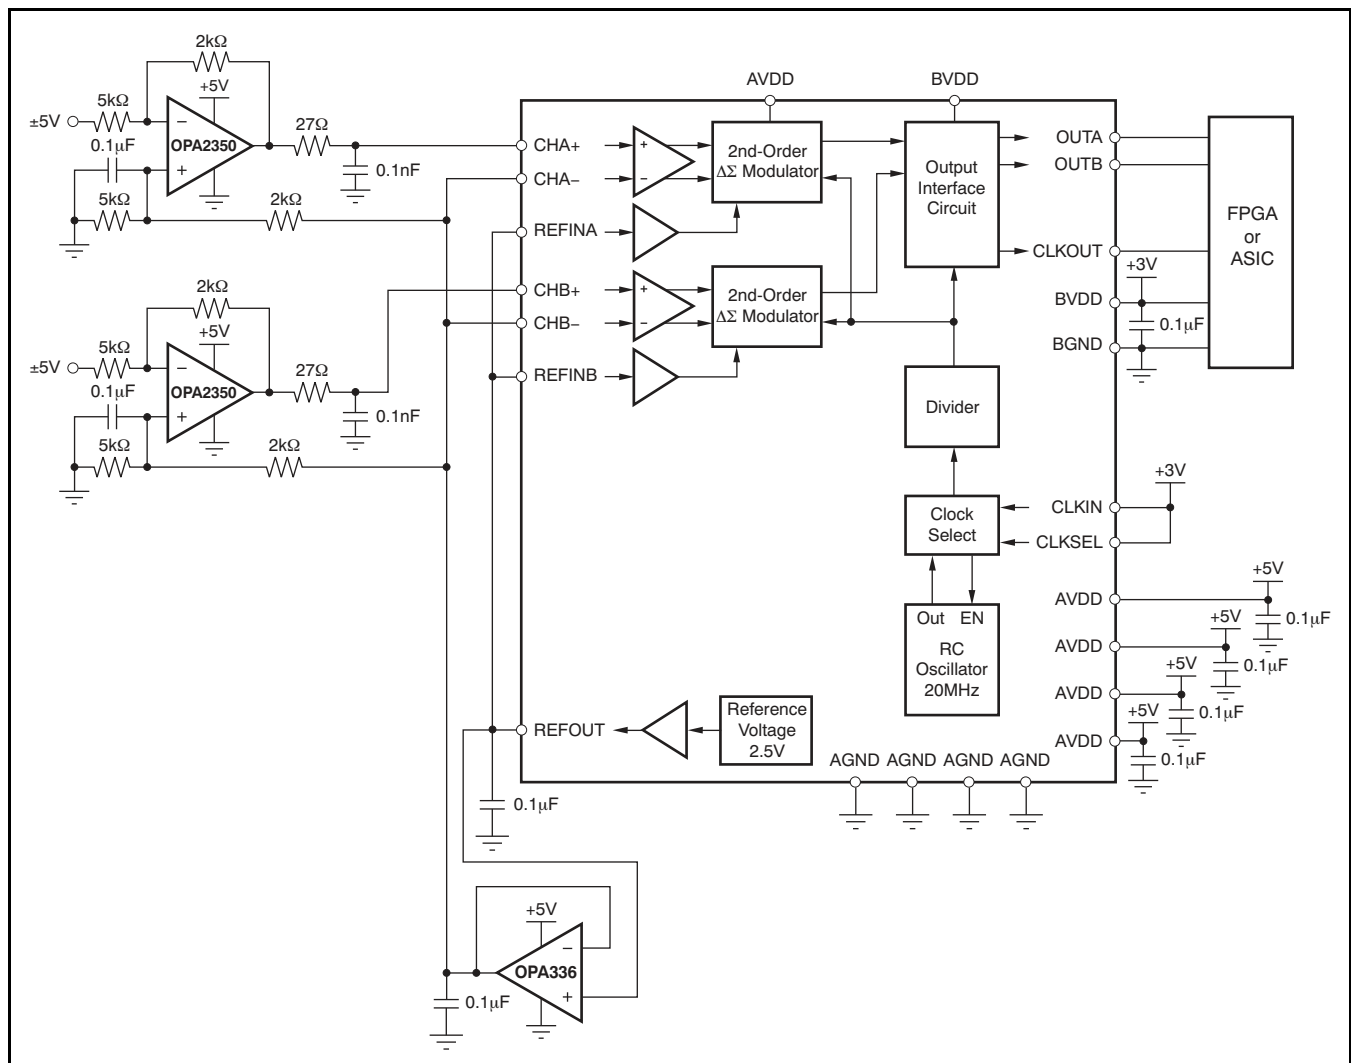 2kΩ
+5V
5kΩ
±5V
0.1μF
−
OPA2350
+
27Ω
0.1nF
5kΩ
2kΩ
2kΩ
+5V
5kΩ
±5V
0.1μF
−
OPA2350
+
27Ω
0.1nF
5kΩ
2kΩ
AVDD
BVDD
CHA+
CHA−
REFINA
CHB+
CHB−
REFINB
+
−
2nd-Order
ΔΣ Modulator
+
−
2nd-Order
ΔΣ Modulator
Output
Interface
Circuit
Divider
Clock
Select
Out EN
RC
Oscillator
20MHz
REFOUT
Reference
Voltage
2.5V
OUTA
OUTB
CLKOUT
BVDD
BGND
+3V
0.1μF
FPGA
or
ASIC
CLKIN
CLKSEL
+3V
AVDD
+5V
0.1μF
AVDD
+5V
0.1μF
AVDD
+5V
0.1μF
AVDD
+5V
0.1μF
AGND AGND AGND AGND
0.1μF
+5V
−
OPA336
+
0.1μF